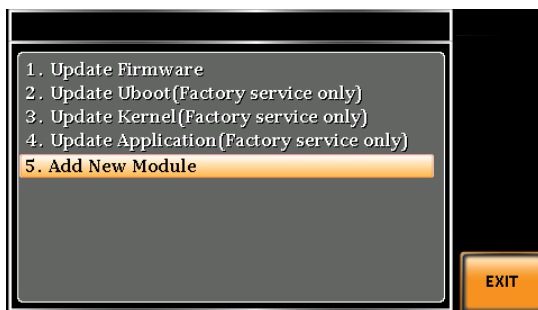 1. Update Firmware
2. Update Uboot(Factory service only)
3. Update Kernel(Factory service only)
4. Update Application(Factory service only)
5. Add New Module
EXIT